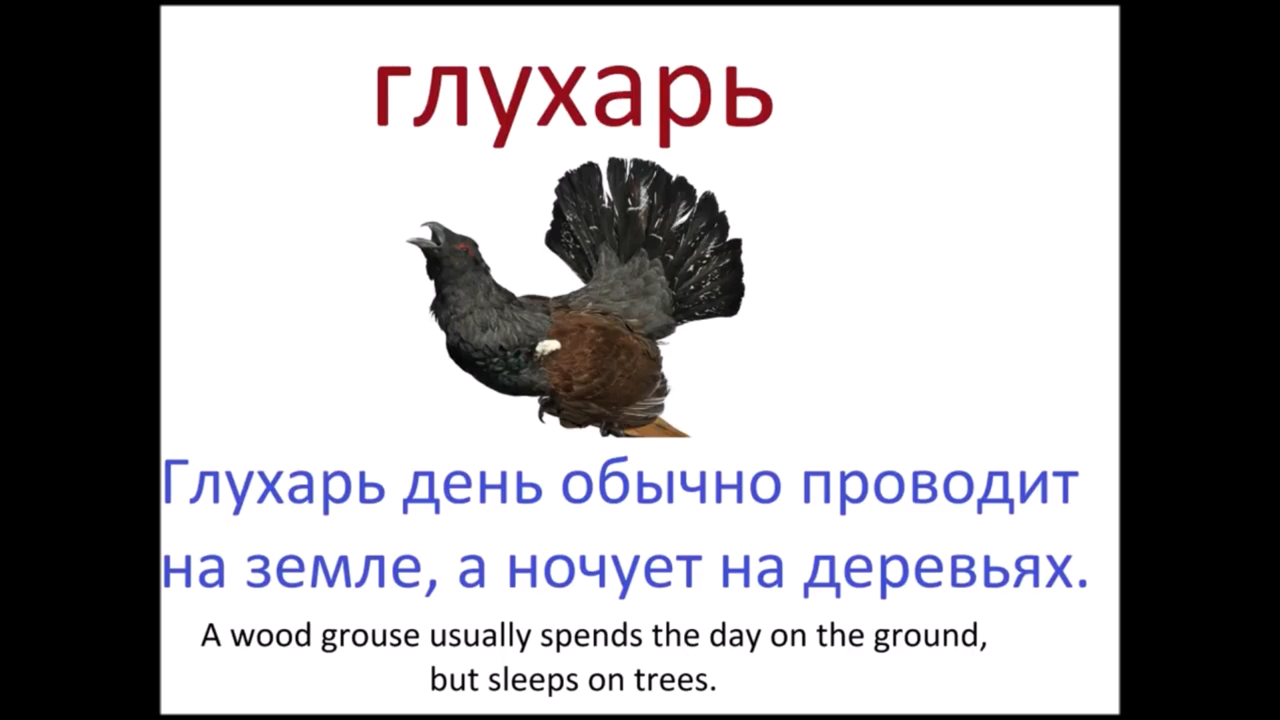 глухарь
Глухарь день обычно проводит
на земле, а ночует на деревьях.
A wood grouse usually spends the day on the ground,
but sleeps on trees.